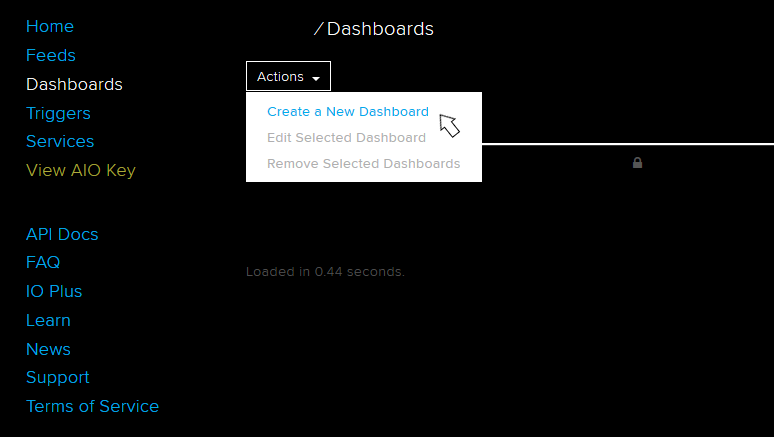 Home
Feeds
Dashboards
Triggers
Services
View AIO Key
API Docs
FAQ
IO Plus
Learn
News
Support
Terms of Service
/ Dashboards
Actions
Create a New Dashboard
Edit Selected Dashboard
Remove Selected Dashboards
Loaded in 0.44 seconds.